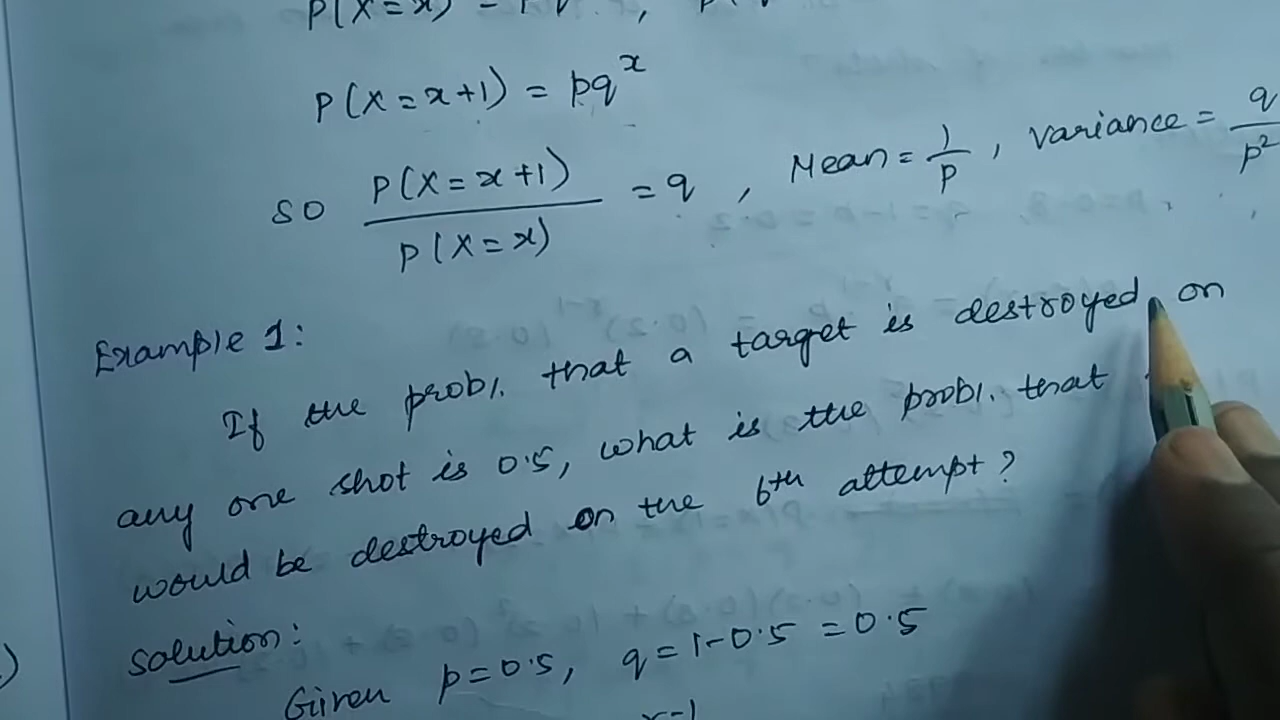 P(X=x)
P(X=x+1) = pq^x
so P(X=x+1) / P(X=x) = q , Mean = 1/p , variance = q/p²
Example 1:
If the probl. that a target is destroyed on
any one shot is 0.5, what is the probl. that
would be destroyed on the 6th attempt?
solution:
Given p=0.5, q=1-0.5=0.5
x-1